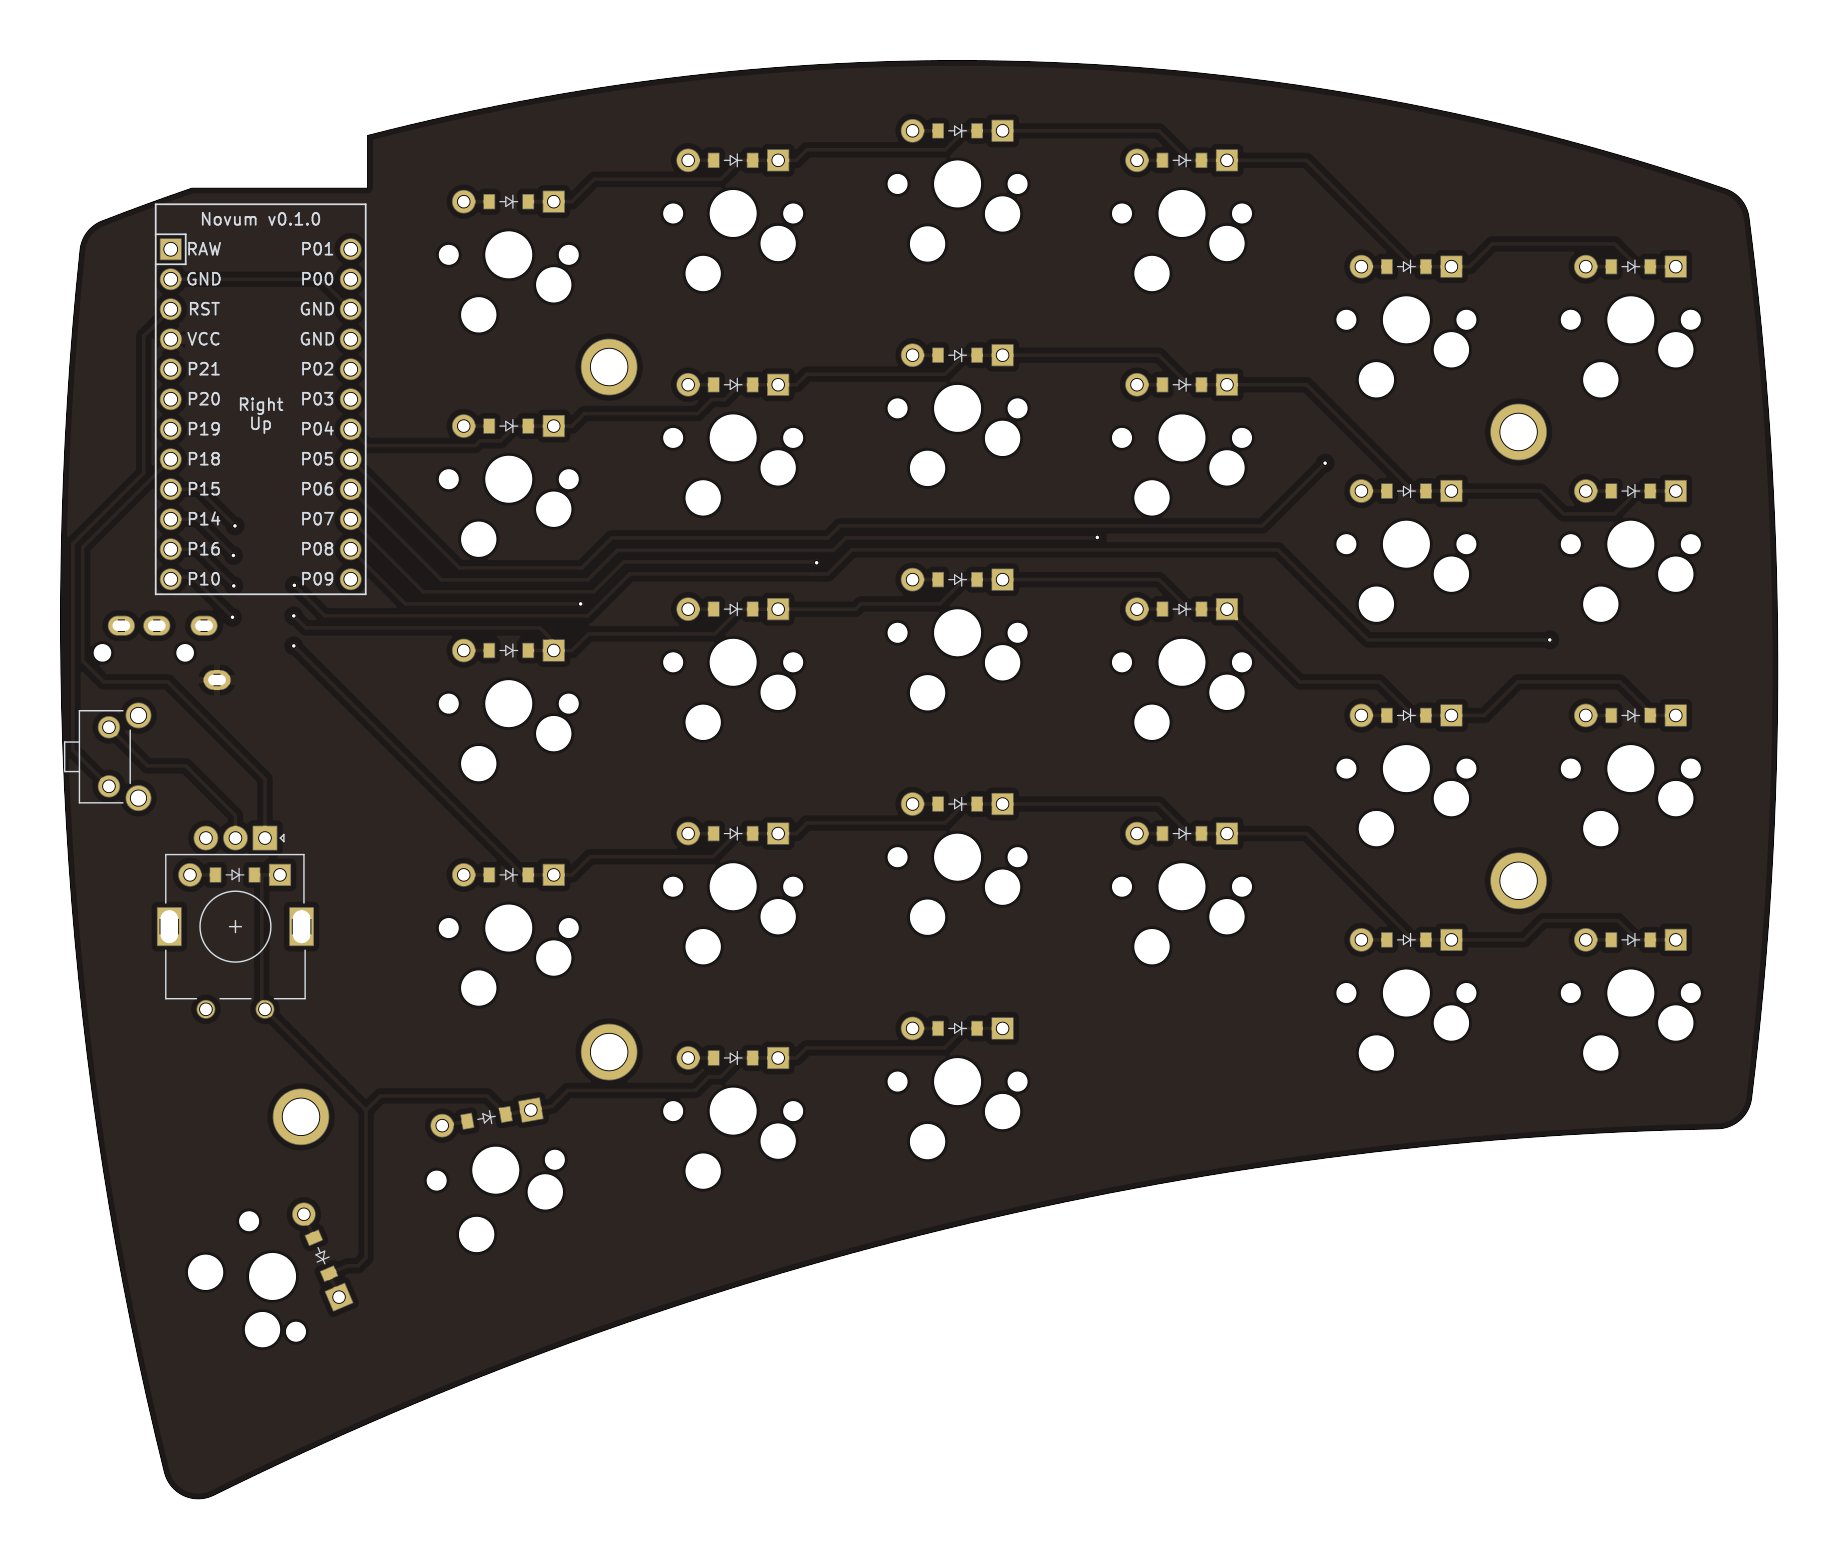 Novum v0.1.0
RAW P01
GND P00
RST GND
VCC GND
P21 P02
P20 P03
Right
Up
P19 P04
P18 P05
P15 P06
P14 P07
P16 P08
P10 P09